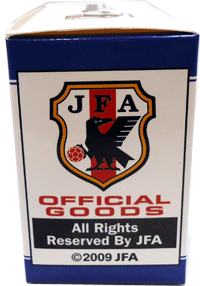 JFA
OFFICIAL
GOODS
All Rights
Reserved By JFA
©2009 JFA